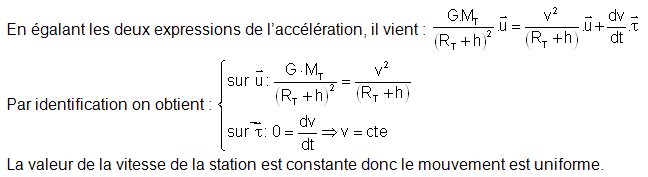 En égalant les deux expressions de l'accélération, il vient : $\frac{G.M_T}{(R_T+h)^2}.\vec{u} = \frac{v^2}{(R_T+h)}.\vec{u} + \frac{dv}{dt}.\vec{\tau}$
Par identification on obtient : $\begin{cases} \text{sur } \vec{u} : \frac{G \cdot M_T}{(R_T+h)^2} = \frac{v^2}{(R_T+h)} \\ \text{sur } \vec{\tau} : 0 = \frac{dv}{dt} \Rightarrow v = cte \end{cases}$
La valeur de la vitesse de la station est constante donc le mouvement est uniforme.